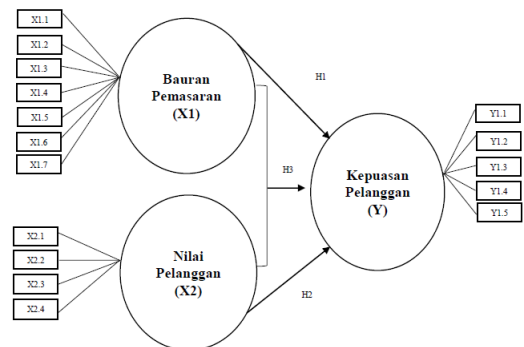 X1.1
X1.2
X1.3
X1.4
X1.5
X1.6
X1.7
Bauran
Pemasaran
(X1)
H1
H3
Kepuasan
Pelanggan
(Y)
Y1.1
Y1.2
Y1.3
Y1.4
Y1.5
X2.1
X2.2
X2.3
X2.4
Nilai
Pelanggan
(X2)
H2